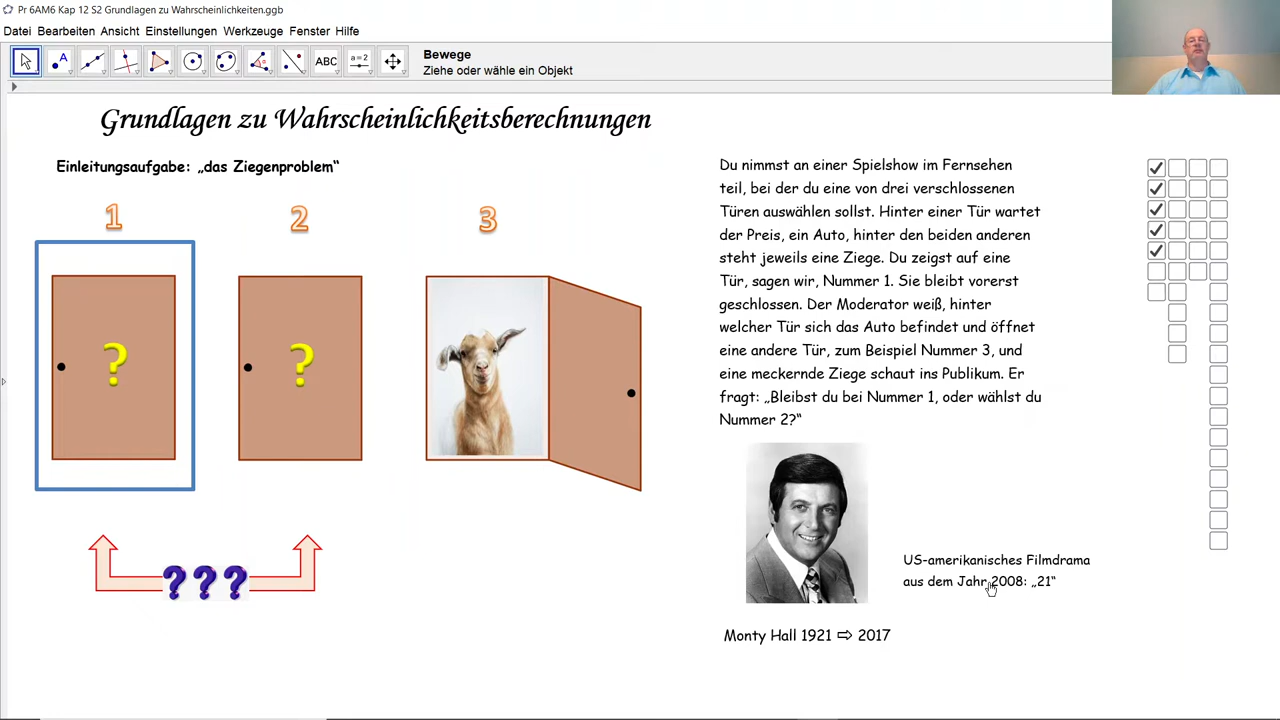 Pr 6AM6 Kap 12 S2 Grundlagen zu Wahrscheinlichkeiten.ggb
Datei Bearbeiten Ansicht Einstellungen Werkzeuge Fenster Hilfe
A
ABC
a=2
Bewege
Ziehe oder wähle ein Objekt
Grundlagen zu Wahrscheinlichkeitsberechnungen
Einleitungsaufgabe: „das Ziegenproblem“
1 2 3
? ?
???
Du nimmst an einer Spielshow im Fernsehen
teil, bei der du eine von drei verschlossenen
Türen auswählen sollst. Hinter einer Tür wartet
der Preis, ein Auto, hinter den beiden anderen
steht jeweils eine Ziege. Du zeigst auf eine
Tür, sagen wir, Nummer 1. Sie bleibt vorerst
geschlossen. Der Moderator weiß, hinter
welcher Tür sich das Auto befindet und öffnet
eine andere Tür, zum Beispiel Nummer 3, und
eine meckernde Ziege schaut ins Publikum. Er
fragt: „Bleibst du bei Nummer 1, oder wählst du
Nummer 2?“
US-amerikanisches Filmdrama
aus dem Jahr 2008: „21“
Monty Hall 1921 ⇨ 2017